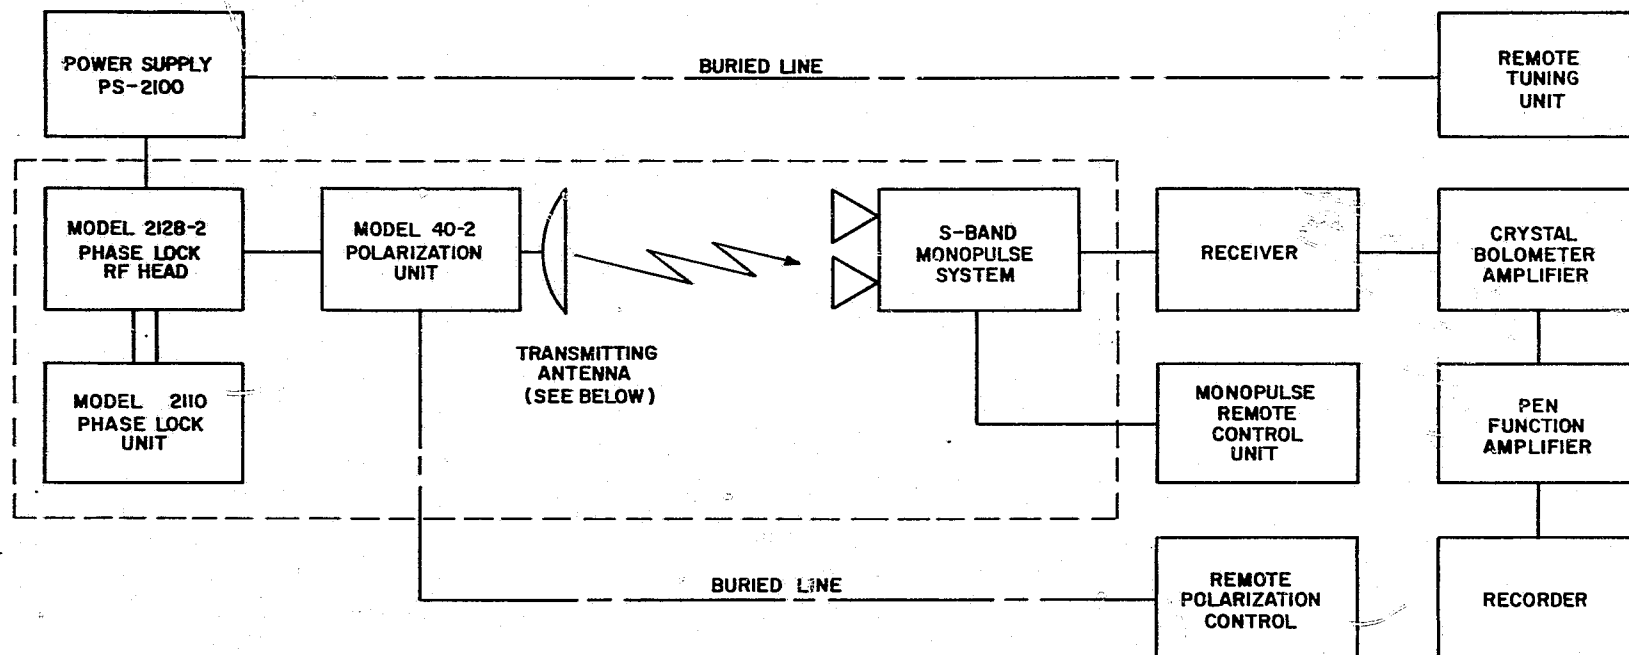 POWER SUPPLY
PS-2100
BURIED LINE
REMOTE
TUNING
UNIT
MODEL 2128-2
PHASE LOCK
RF HEAD
MODEL 40-2
POLARIZATION
UNIT
S-BAND
MONOPULSE
SYSTEM
RECEIVER
CRYSTAL
BOLOMETER
AMPLIFIER
TRANSMITTING
ANTENNA
(SEE BELOW)
MODEL 2110
PHASE LOCK
UNIT
MONOPULSE
REMOTE
CONTROL
UNIT
PEN
FUNCTION
AMPLIFIER
BURIED LINE
REMOTE
POLARIZATION
CONTROL
RECORDER